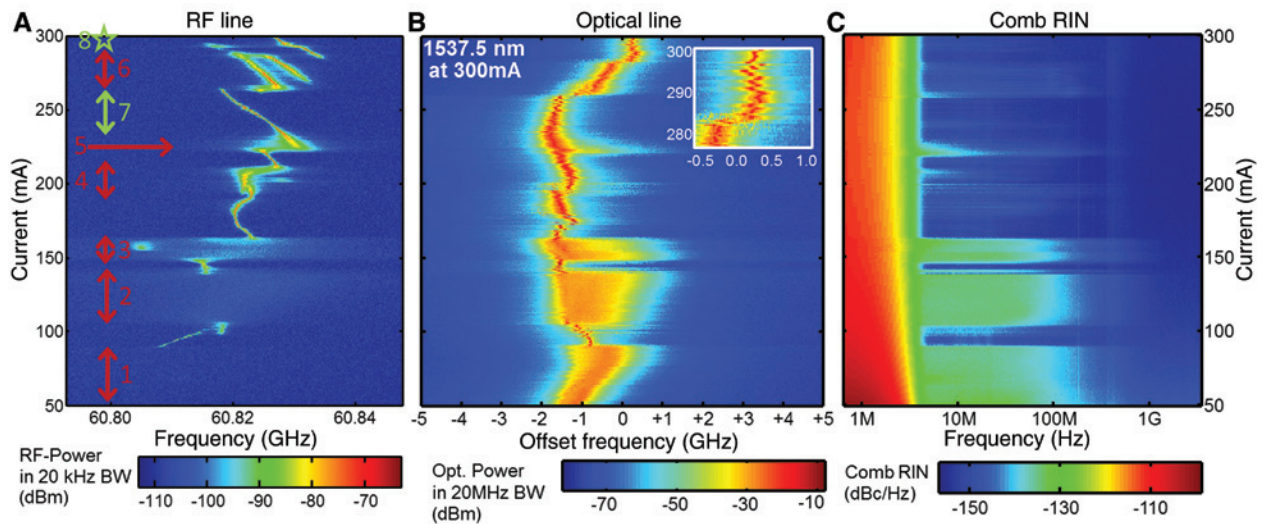 A RF line
B Optical line
C Comb RIN
300
250
200
150
100
50
Current (mA)
8
6
7
5
4
3
2
1
60.80 60.82 60.84
Frequency (GHz)
1537.5 nm
at 300mA
300
290
280
-0.5 0.0 0.5 1.0
-5 -4 -3 -2 -1 0 +1 +2 +3 +4 +5
Offset frequency (GHz)
300
250
200
150
100
50
Current (mA)
1M 10M 100M 1G
Frequency (Hz)
RF-Power
in 20 kHz BW
(dBm)
-110 -100 -90 -80 -70
Opt. Power
in 20MHz BW
(dBm)
-70 -50 -30 -10
Comb RIN
(dBc/Hz)
-150 -130 -110